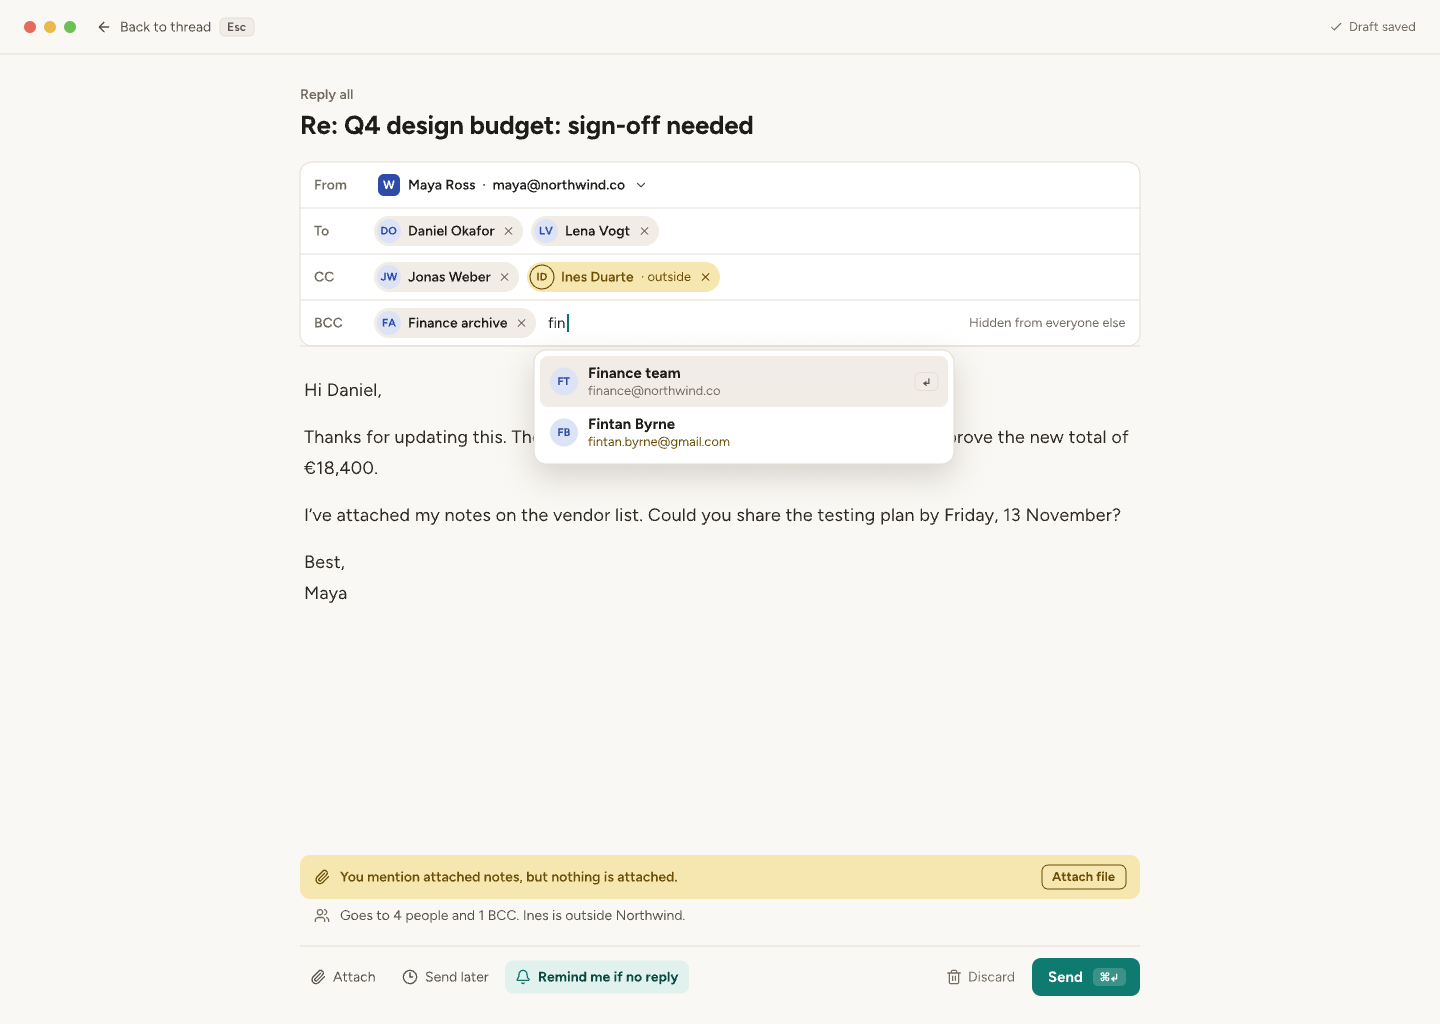 Back to thread Esc
Draft saved
Reply all
Re: Q4 design budget: sign-off needed
From W Maya Ross · maya@northwind.co
To DO Daniel Okafor LV Lena Vogt
CC JW Jonas Weber ID Ines Duarte · outside
BCC FA Finance archive fin Hidden from everyone else
FT Finance team
finance@northwind.co
FB Fintan Byrne
fintan.byrne@gmail.com
Hi Daniel,
Thanks for updating this. the new total of
€18,400.
I’ve attached my notes on the vendor list. Could you share the testing plan by Friday, 13 November?
Best,
Maya
You mention attached notes, but nothing is attached. Attach file
Goes to 4 people and 1 BCC. Ines is outside Northwind.
Attach Send later Remind me if no reply Discard Send ⌘↵